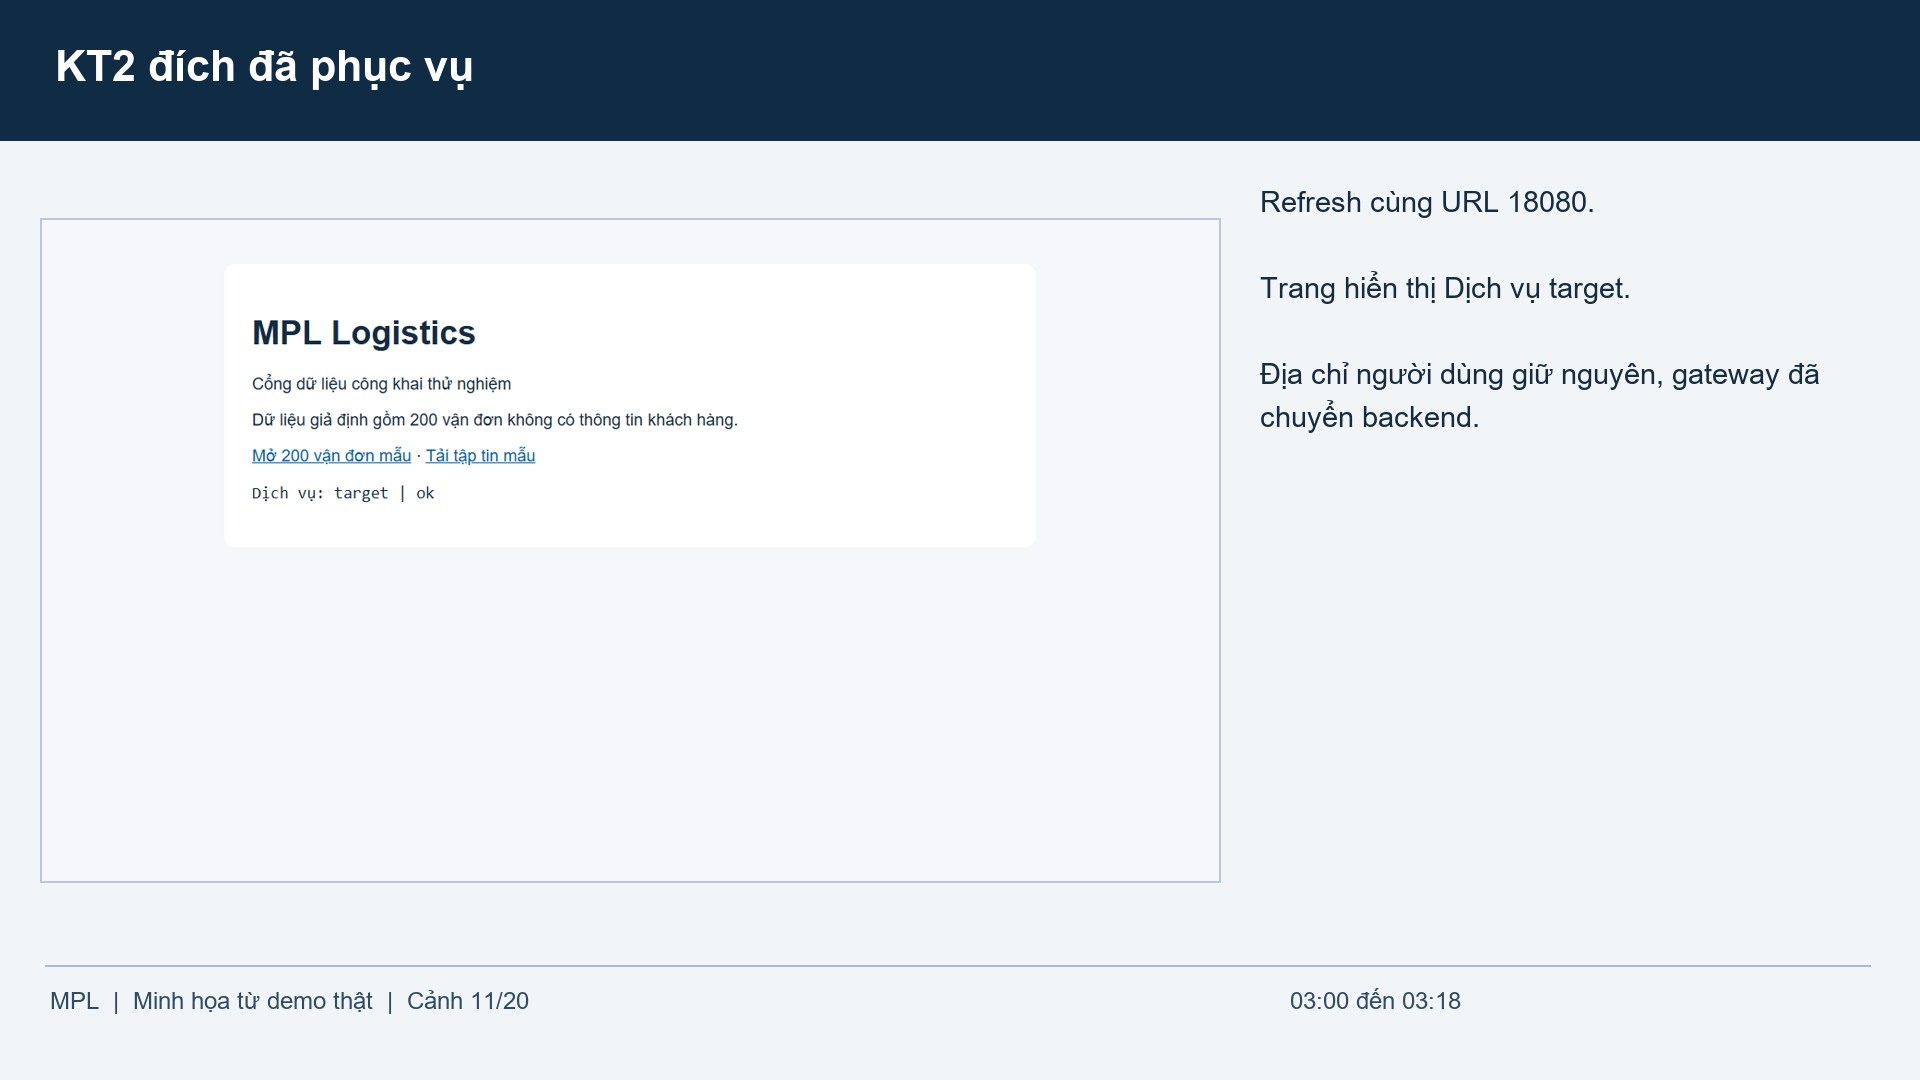 KT2 đích đã phục vụ
MPL Logistics
Cổng dữ liệu công khai thử nghiệm
Dữ liệu giả định gồm 200 vận đơn không có thông tin khách hàng.
Mở 200 vận đơn mẫu · Tải tập tin mẫu
Dịch vụ: target | ok
Refresh cùng URL 18080.
Trang hiển thị Dịch vụ target.
Địa chỉ người dùng giữ nguyên, gateway đã
chuyển backend.
MPL | Minh họa từ demo thật | Cảnh 11/20
03:00 đến 03:18